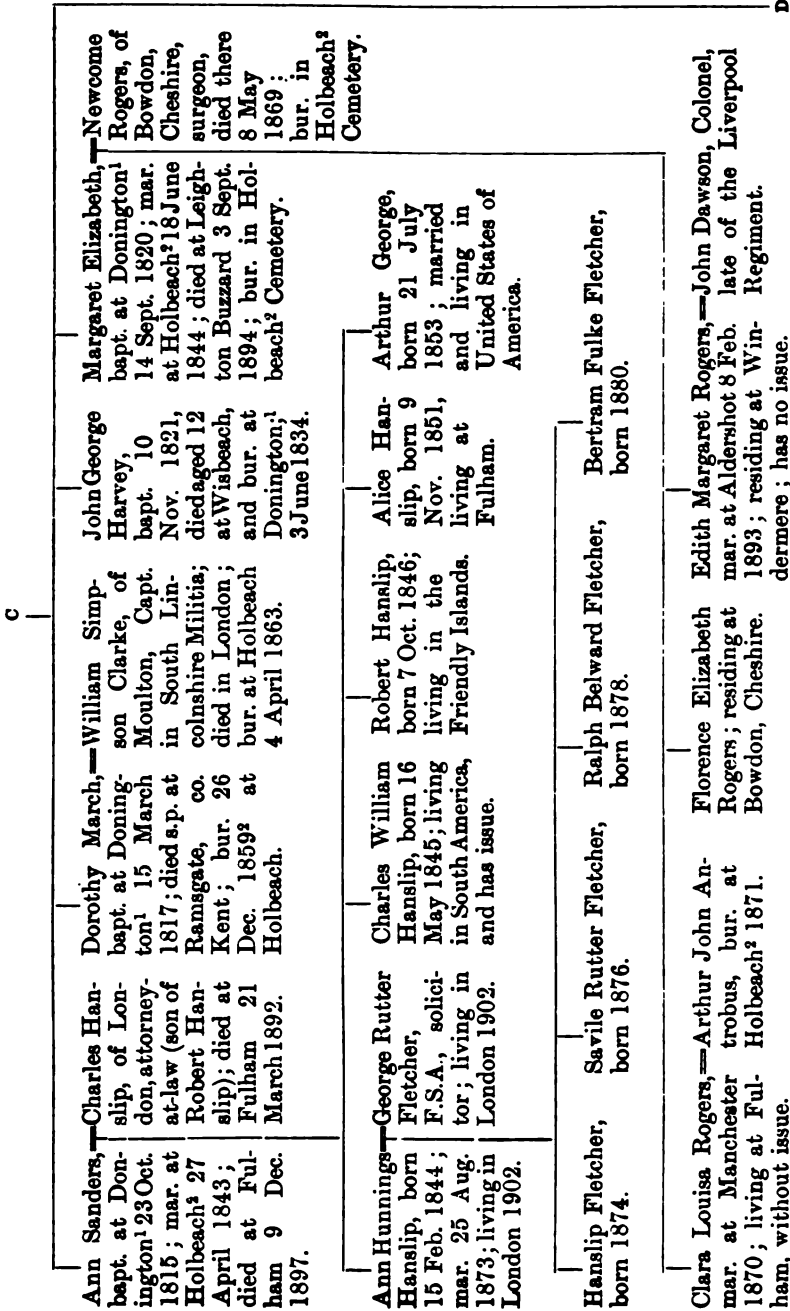 C
Ann Sanders,
bapt. at Don-
ington¹ 23 Oct.
1815; mar. at
Holbeach² 27
April 1843;
died at Ful-
ham 9 Dec.
1897.
Charles Han-
slip, of Lon-
don, attorney-
at-law (son of
Robert Han-
slip); died at
Fulham 21
March 1892.
Dorothy March,
bapt. at Doning-
ton¹ 15 March
1817; died s.p. at
Ramsgate, co.
Kent; bur. 26
Dec. 1859² at
Holbeach.
William Simp-
son Clarke, of
Moulton, Capt.
in South Lin-
colnshire Militia;
died in London;
bur. at Holbeach
4 April 1863.
John George
Harvey,
bapt. 10
Nov. 1821,
died aged 12
at Wisbeach,
and bur. at
Donington;¹
3 June 1834.
Margaret Elizabeth,
bapt. at Donington¹
14 Sept. 1820; mar.
at Holbeach² 18 June
1844; died at Leigh-
ton Buzzard 3 Sept.
1894; bur. in Hol-
beach² Cemetery.
Newcome
Rogers, of
Bowdon,
Cheshire,
surgeon,
died there
8 May
1869;
bur. in
Holbeach²
Cemetery.
Ann Hunnings
Hanslip, born
15 Feb. 1844;
mar. 25 Aug.
1873; living in
London 1902.
George Rutter
Fletcher,
F.S.A., solici-
tor; living in
London 1902.
Charles William
Hanslip, born 16
May 1845; living
in South America,
and has issue.
Robert Hanslip,
born 7 Oct. 1846;
living in the
Friendly Islands.
Alice Han-
slip, born 9
Nov. 1851,
living at
Fulham.
Arthur George,
born 21 July
1853; married
and living in
United States of
America.
Hanslip Fletcher,
born 1874.
Savile Rutter Fletcher,
born 1876.
Ralph Belward Fletcher,
born 1878.
Bertram Fulke Fletcher,
born 1880.
Clara Louisa Rogers,
mar. at Manchester
1870; living at Ful-
ham, without issue.
Arthur John An-
trobus, bur. at
Holbeach² 1871.
Florence Elizabeth
Rogers; residing at
Bowdon, Cheshire.
Edith Margaret Rogers,
mar. at Aldershot 8 Feb.
1893; residing at Win-
dermere; has no issue.
John Dawson, Colonel,
late of the Liverpool
Regiment.
D